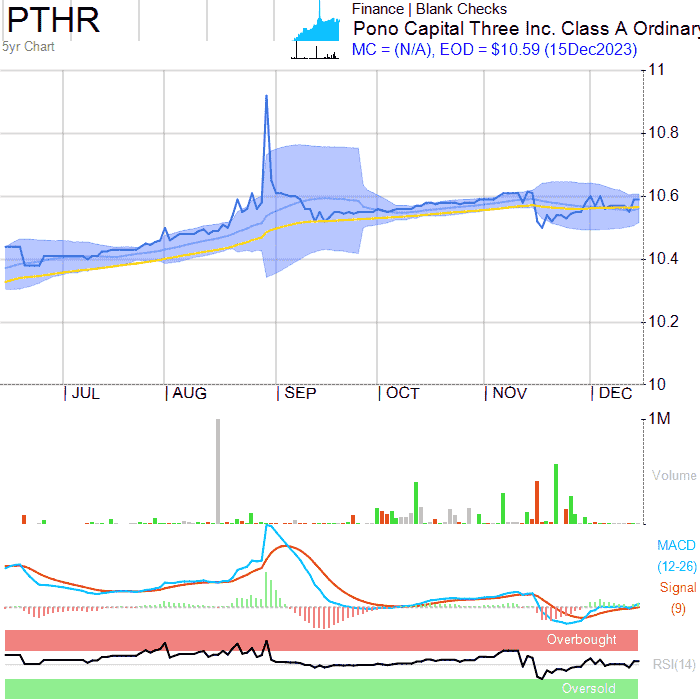 PTHR
5yr Chart
Finance | Blank Checks
Pono Capital Three Inc. Class A Ordinary
MC = (N/A), EOD = $10.59 (15Dec2023)
11
10.8
10.6
10.4
10.2
10
JUL AUG SEP OCT NOV DEC
1M
Volume
MACD
(12-26)
Signal
(9)
Overbought
RSI(14)
Oversold